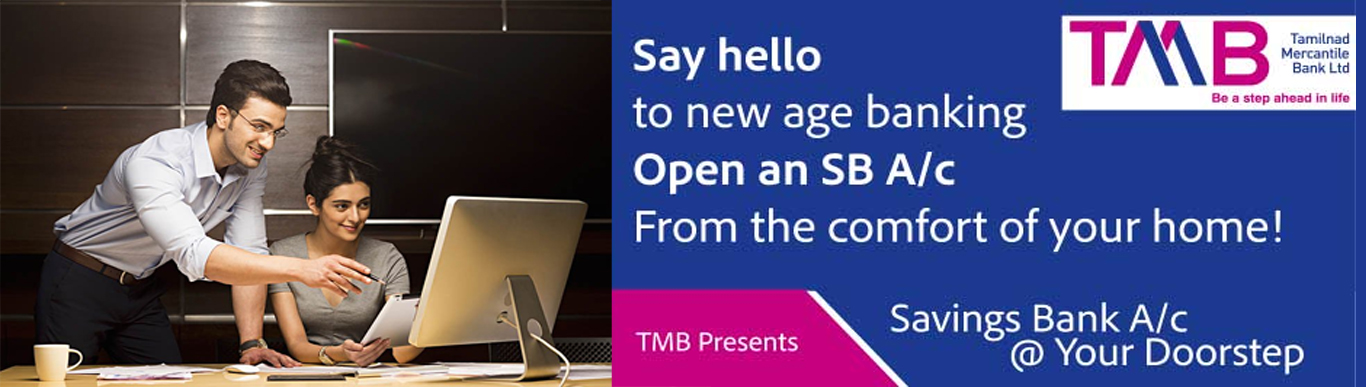 Say hello
to new age banking
Open an SB A/c
From the comfort of your home!
TMB
Tamilnad
Mercantile
Bank Ltd
Be a step ahead in life
TMB Presents
Savings Bank A/c
@ Your Doorstep